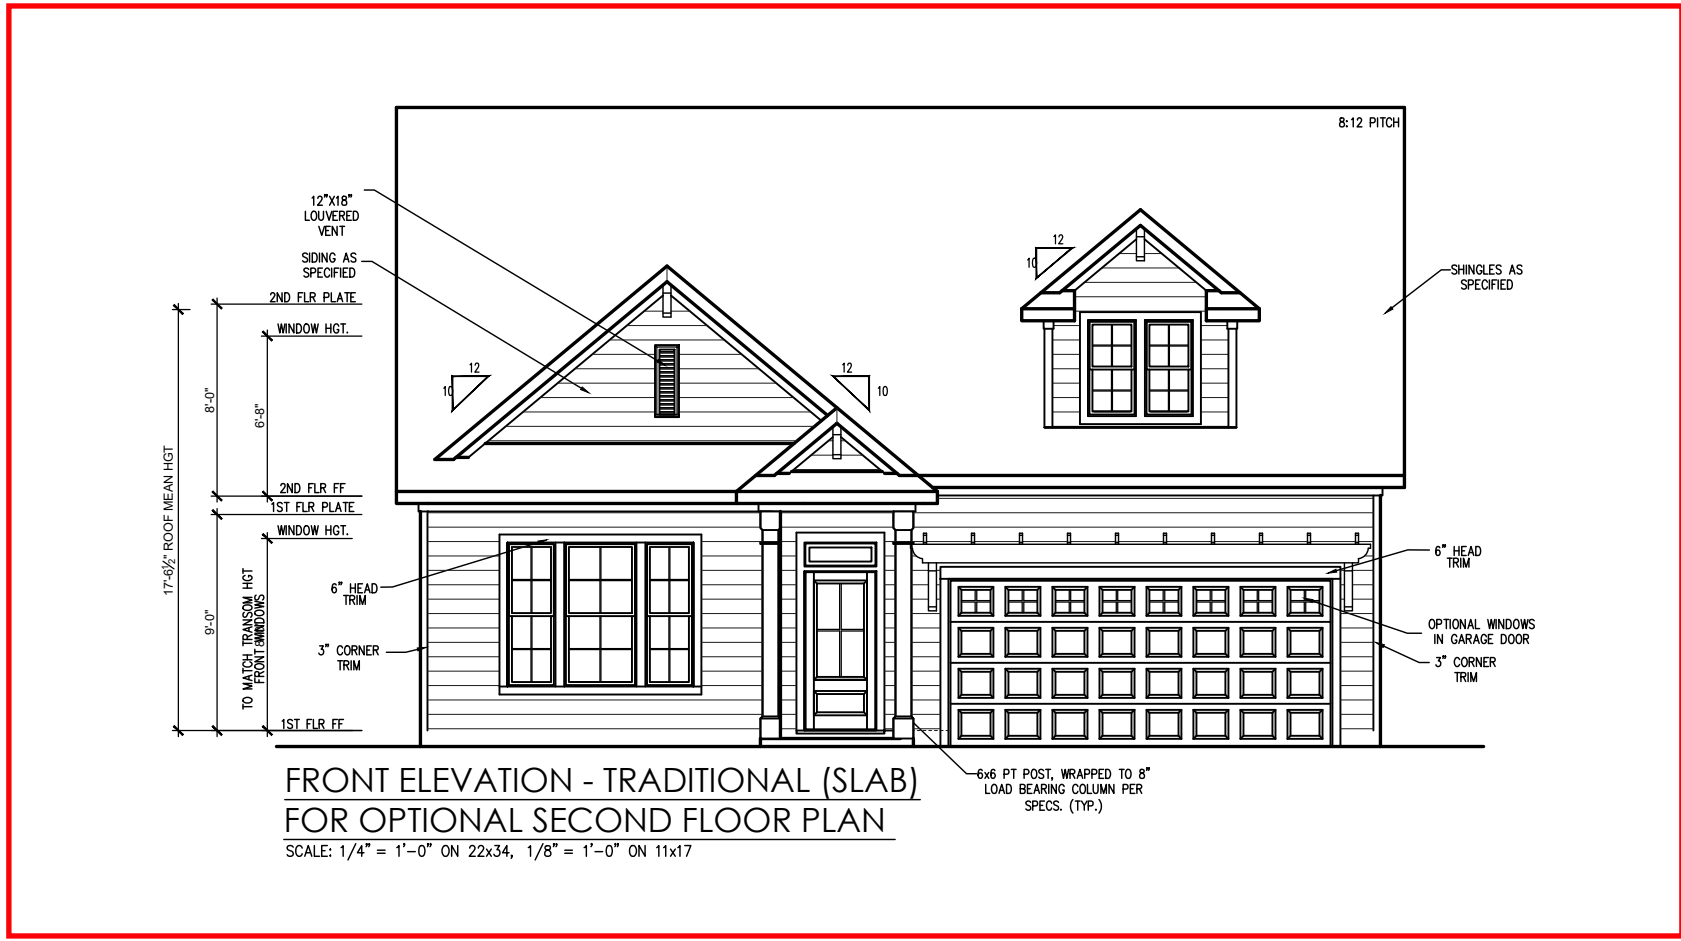 8:12 PITCH
12"X18"
LOUVERED
VENT
SIDING AS
SPECIFIED
2ND FLR PLATE
WINDOW HGT.
12
10
12
10
12
10
SHINGLES AS
SPECIFIED
8'-0"
6'-8"
17'-6½" ROOF MEAN HGT
2ND FLR FF
1ST FLR PLATE
WINDOW HGT.
6" HEAD
TRIM
3" CORNER
TRIM
9'-0"
TO MATCH TRANSOM HGT
FRONT WINDOWS
1ST FLR FF
6" HEAD
TRIM
OPTIONAL WINDOWS
IN GARAGE DOOR
3" CORNER
TRIM
6x6 PT POST, WRAPPED TO 8"
LOAD BEARING COLUMN PER
SPECS. (TYP.)
FRONT ELEVATION - TRADITIONAL (SLAB)
FOR OPTIONAL SECOND FLOOR PLAN
SCALE: 1/4" = 1'-0" ON 22x34, 1/8" = 1'-0" ON 11x17